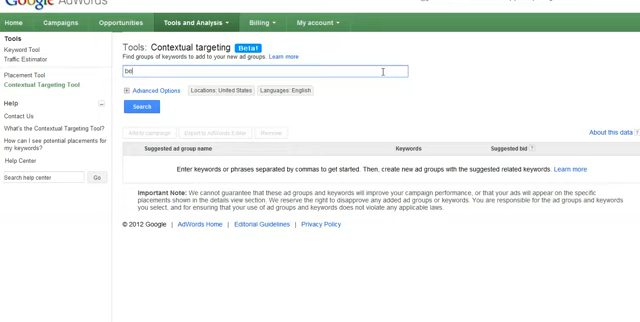 Google AdWords
Home Campaigns Opportunities Tools and Analysis Billing My account
Tools
Keyword Tool
Traffic Estimator
Placement Tool
Contextual Targeting Tool
Help
Contact Us
What's the Contextual Targeting Tool?
How can I see potential placements for my keywords?
Help Center
Search help center Go
Tools: Contextual targeting Beta!
Find groups of keywords to add to your new ad groups. Learn more
be
Advanced Options Locations: United States Languages: English
Search
Add to campaign Export to AdWords Editor Remove
About this data ?
Suggested ad group name Keywords Suggested bid ?
Enter keywords or phrases separated by commas to get started. Then, create new ad groups with the suggested related keywords. Learn more
Important Note: We cannot guarantee that these ad groups and keywords will improve your campaign performance, or that your ads will appear on the specific
placements shown in the details view section. We reserve the right to disapprove any added ad groups or keywords. You are responsible for the ad groups and keywords
you select, and for ensuring that your use of ad groups and keywords does not violate any applicable laws.
© 2012 Google | AdWords Home | Editorial Guidelines | Privacy Policy